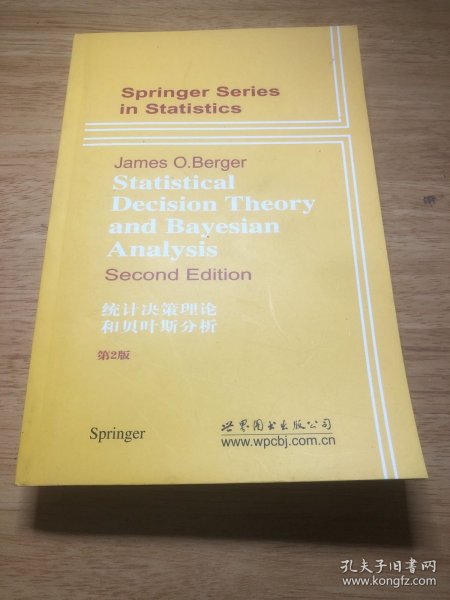 Springer Series
in Statistics
James O.Berger
Statistical
Decision Theory
and Bayesian
Analysis
Second Edition
统计决策理论
和贝叶斯分析
第2版
Springer
世界图书出版公司
www.wpcbj.com.cn
孔夫子旧书网
www.kongfz.com